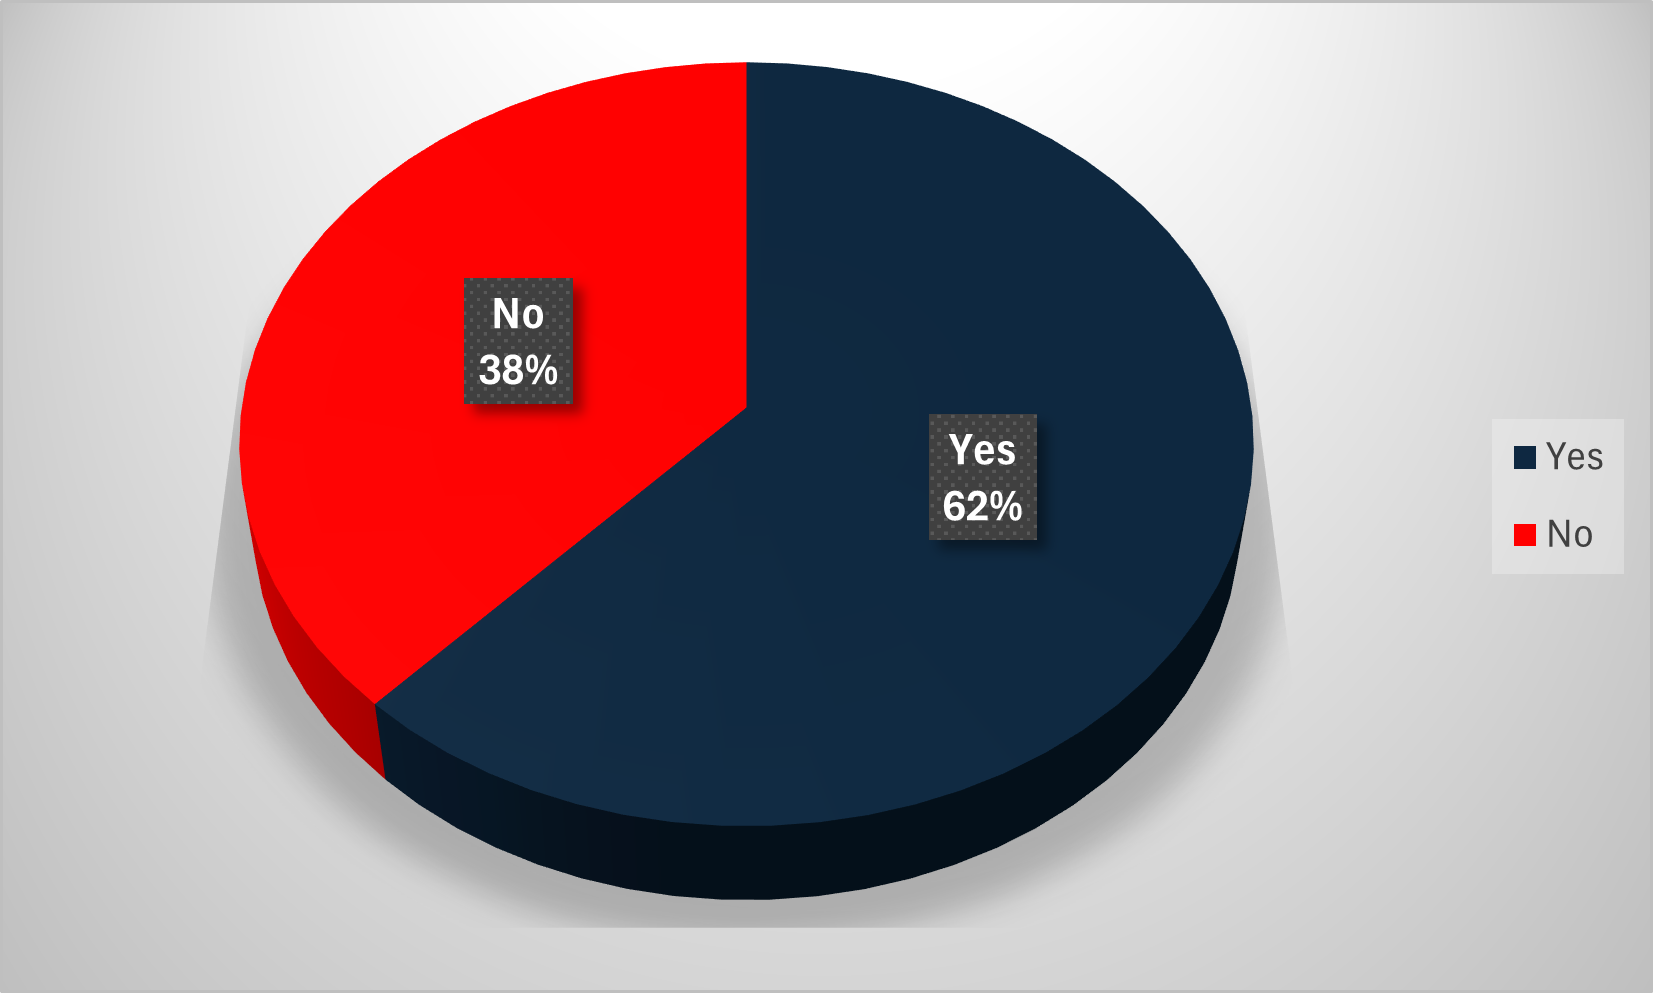 No
38%
Yes
62%
Yes
No